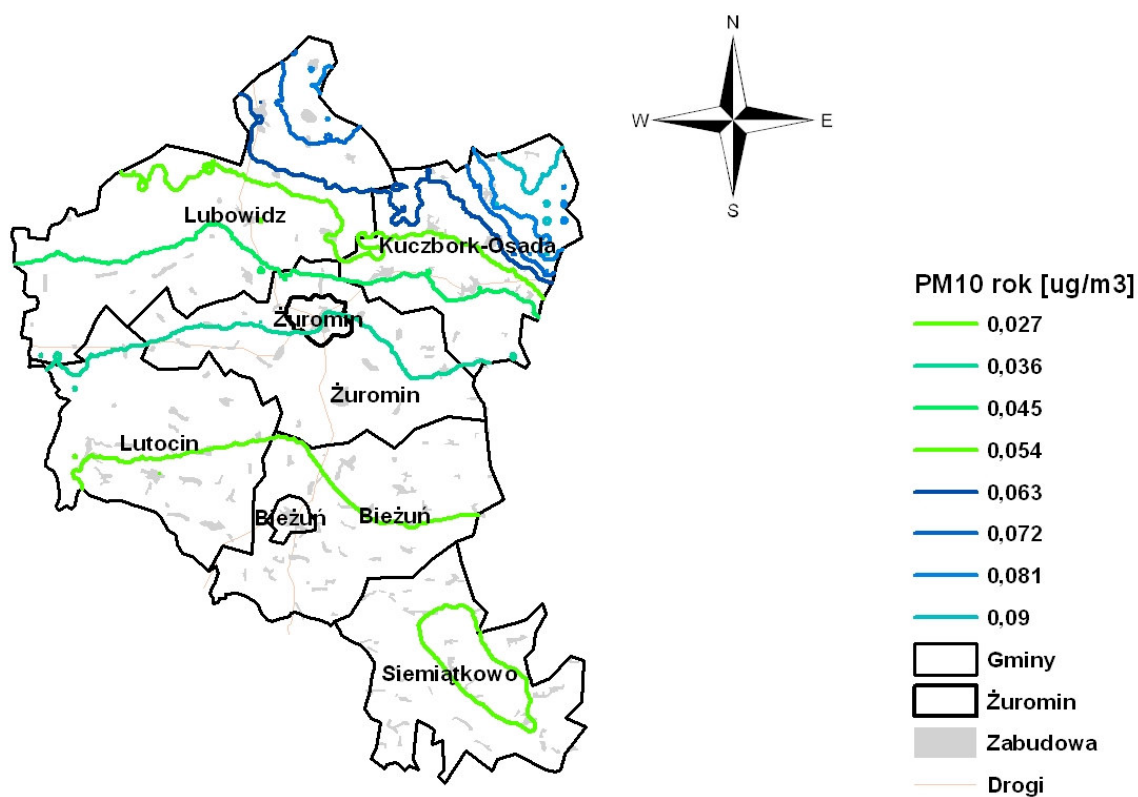 N
W E
S
Lubowidz
Kuczbork-Osada
Żuromin
Żuromin
Lutocin
Bieżuń
Bieżuń
Siemiątkowo
PM10 rok [ug/m3]
0,027
0,036
0,045
0,054
0,063
0,072
0,081
0,09
Gminy
Żuromin
Zabudowa
Drogi